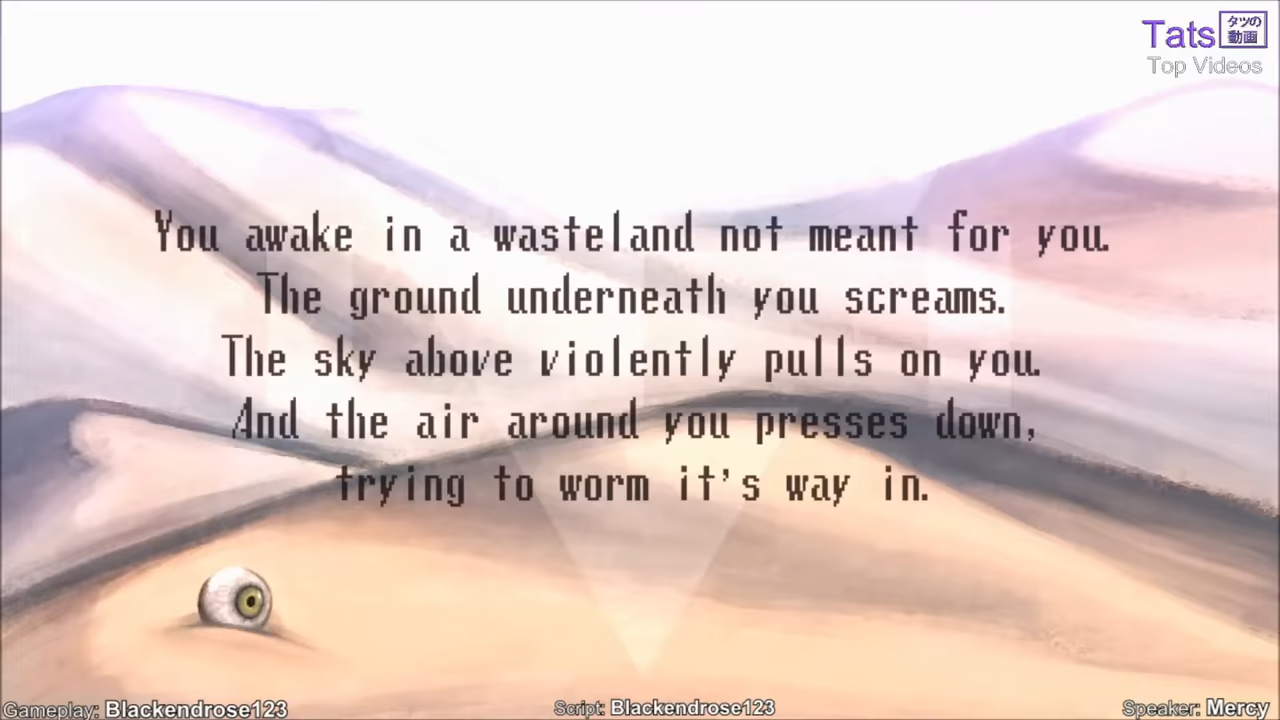 Tats タツの
動画
Top Videos
You awake in a wasteland not meant for you.
The ground underneath you screams.
The sky above violently pulls on you.
And the air around you presses down,
trying to worm it's way in.
Gameplay: Blackendrose123
Script: Blackendrose123
Speaker: Mercy